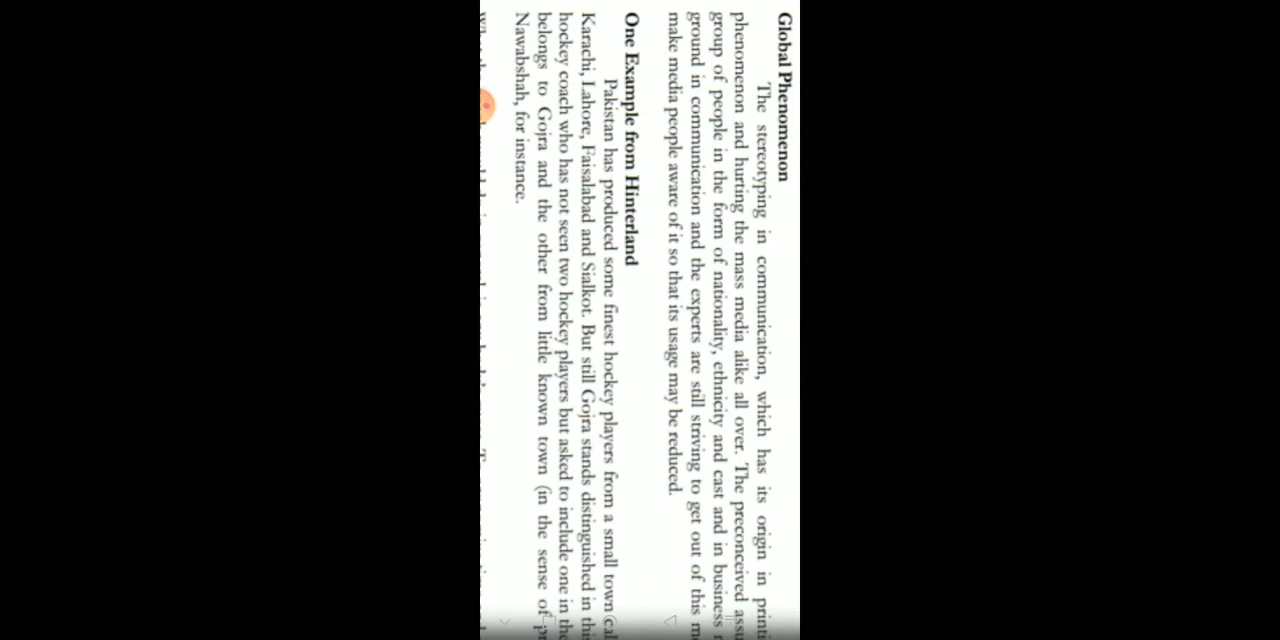 Global Phenomenon
The stereotyping in communication, which has its origin in
phenomenon and hurting the mass media alike all over. The preconceived
group of people in the form of nationality, ethnicity and cast and in business
ground in communication and the experts are still striving to get out of this
make media people aware of it so that its usage may be reduced.
One Example from Hinterland
Pakistan has produced some finest hockey players from a small town
Karachi, Lahore, Faisalabad and Sialkot. But still Gojra stands distinguished in
hockey coach who has not seen two hockey players but asked to include one in
belongs to Gojra and the other from little known town (in the sense of
Nawabshah, for instance.